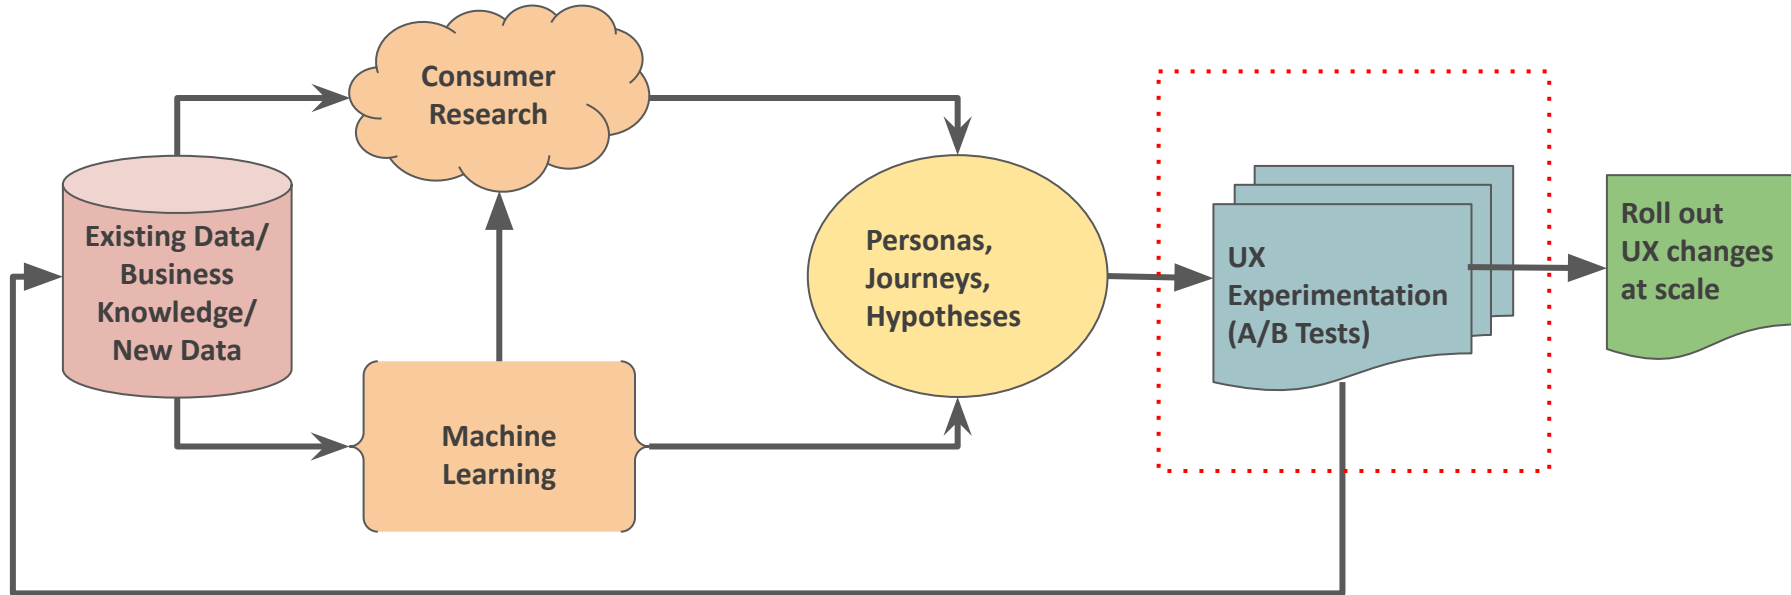 Consumer
Research
Existing Data/
Business
Knowledge/
New Data
Machine
Learning
Personas,
Journeys,
Hypotheses
UX
Experimentation
(A/B Tests)
Roll out
UX changes
at scale